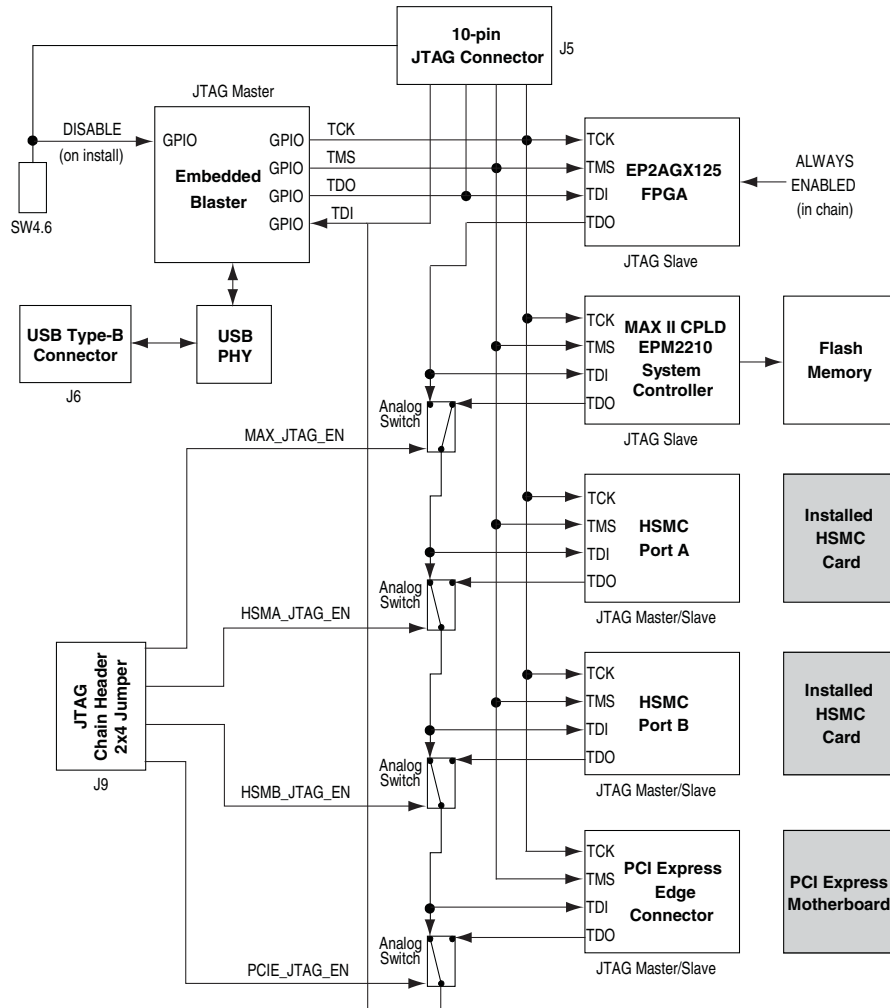 10-pin
JTAG Connector
J5
JTAG Master
DISABLE
(on install)
SW4.6
GPIO
Embedded
Blaster
GPIO
GPIO
GPIO
GPIO
TCK
TMS
TDO
TDI
TCK
TMS
TDI
TDO
EP2AGX125
FPGA
JTAG Slave
ALWAYS
ENABLED
(in chain)
USB Type-B
Connector
J6
USB
PHY
TCK
TMS
TDI
TDO
MAX II CPLD
EPM2210
System
Controller
JTAG Slave
Flash
Memory
Analog
Switch
MAX_JTAG_EN
TCK
TMS
TDI
TDO
HSMC
Port A
JTAG Master/Slave
Installed
HSMC
Card
Analog
Switch
HSMA_JTAG_EN
JTAG
Chain Header
2x4 Jumper
J9
TCK
TMS
TDI
TDO
HSMC
Port B
JTAG Master/Slave
Installed
HSMC
Card
Analog
Switch
HSMB_JTAG_EN
TCK
TMS
TDI
TDO
PCI Express
Edge
Connector
JTAG Master/Slave
PCI Express
Motherboard
Analog
Switch
PCIE_JTAG_EN